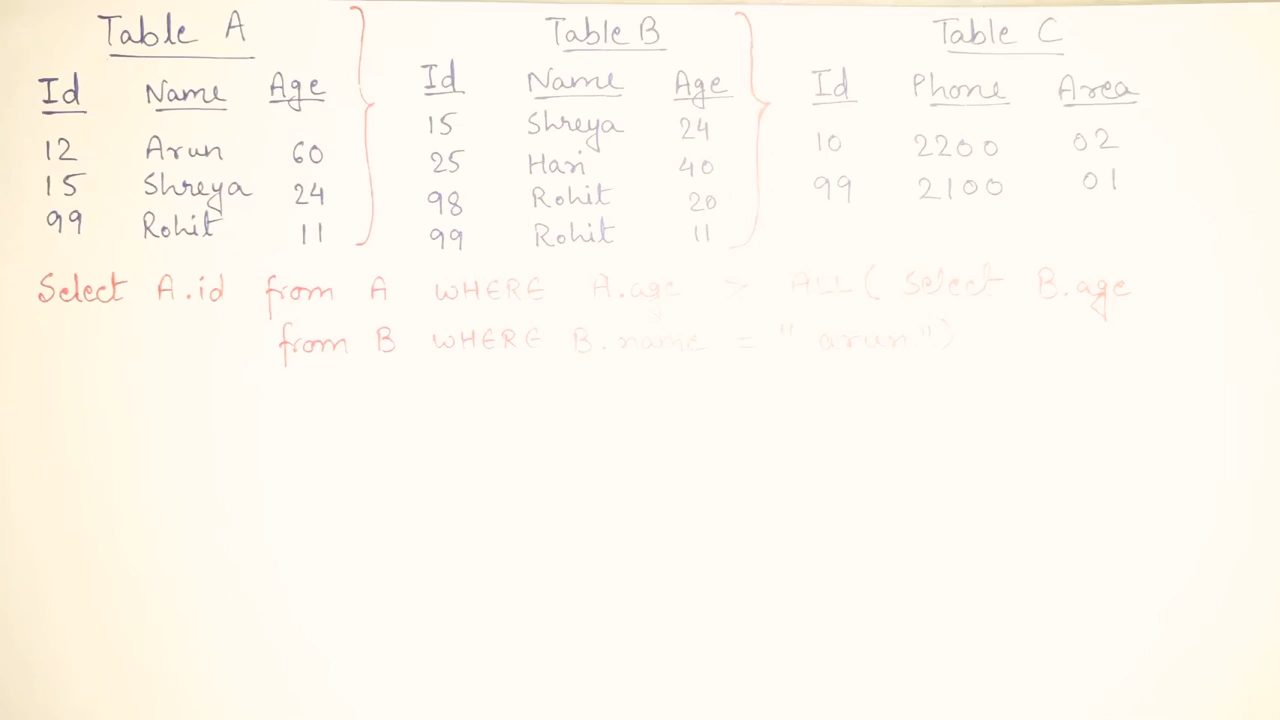 Table A Table B Table C
Id Name Age Id Name Age Id Phone Area
12 Arun 60 15 Shreya 24 10 2200 02
15 Shreya 24 25 Hari 40 99 2100 01
99 Rohit 11 98 Rohit 20
99 Rohit 11
Select A.id from A WHERE A.age > ALL( Select B.age
from B WHERE B.name = "arun")